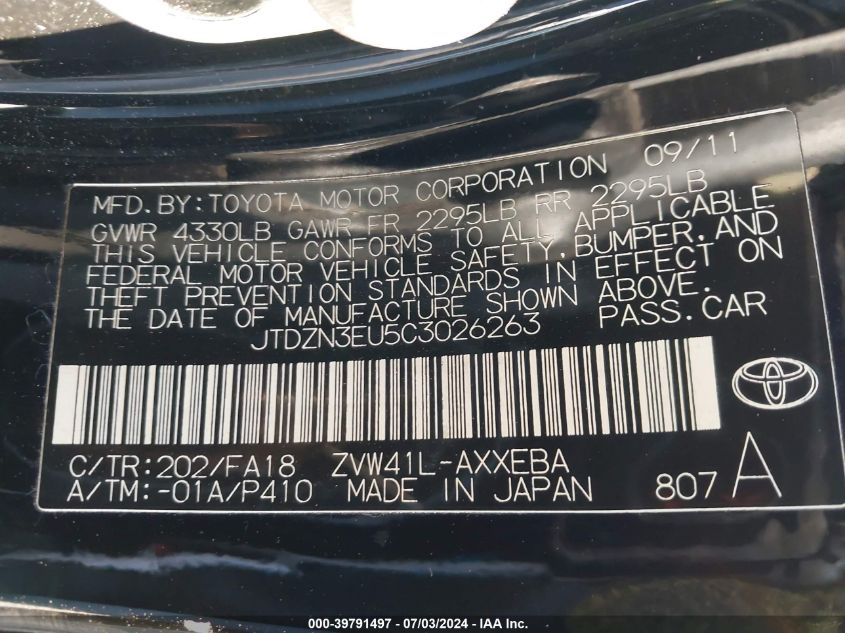 MFD.BY:TOYOTA MOTOR CORPORATION 09/11
GVWR 4330LB GAWR FR 2295LB RR 2295LB
THIS VEHICLE CONFORMS TO ALL APPLICABLE
FEDERAL MOTOR VEHICLE SAFETY,BUMPER,AND
THEFT PREVENTION STANDARDS IN EFFECT ON
THE DATE OF MANUFACTURE SHOWN ABOVE.
JTDZN3EU5C3026263 PASS.CAR
C/TR:202/FA18 ZVW41L-AXXEBA
A/TM:-01A/P410 MADE IN JAPAN 807 A
000-39791497 - 07/03/2024 - IAA Inc.